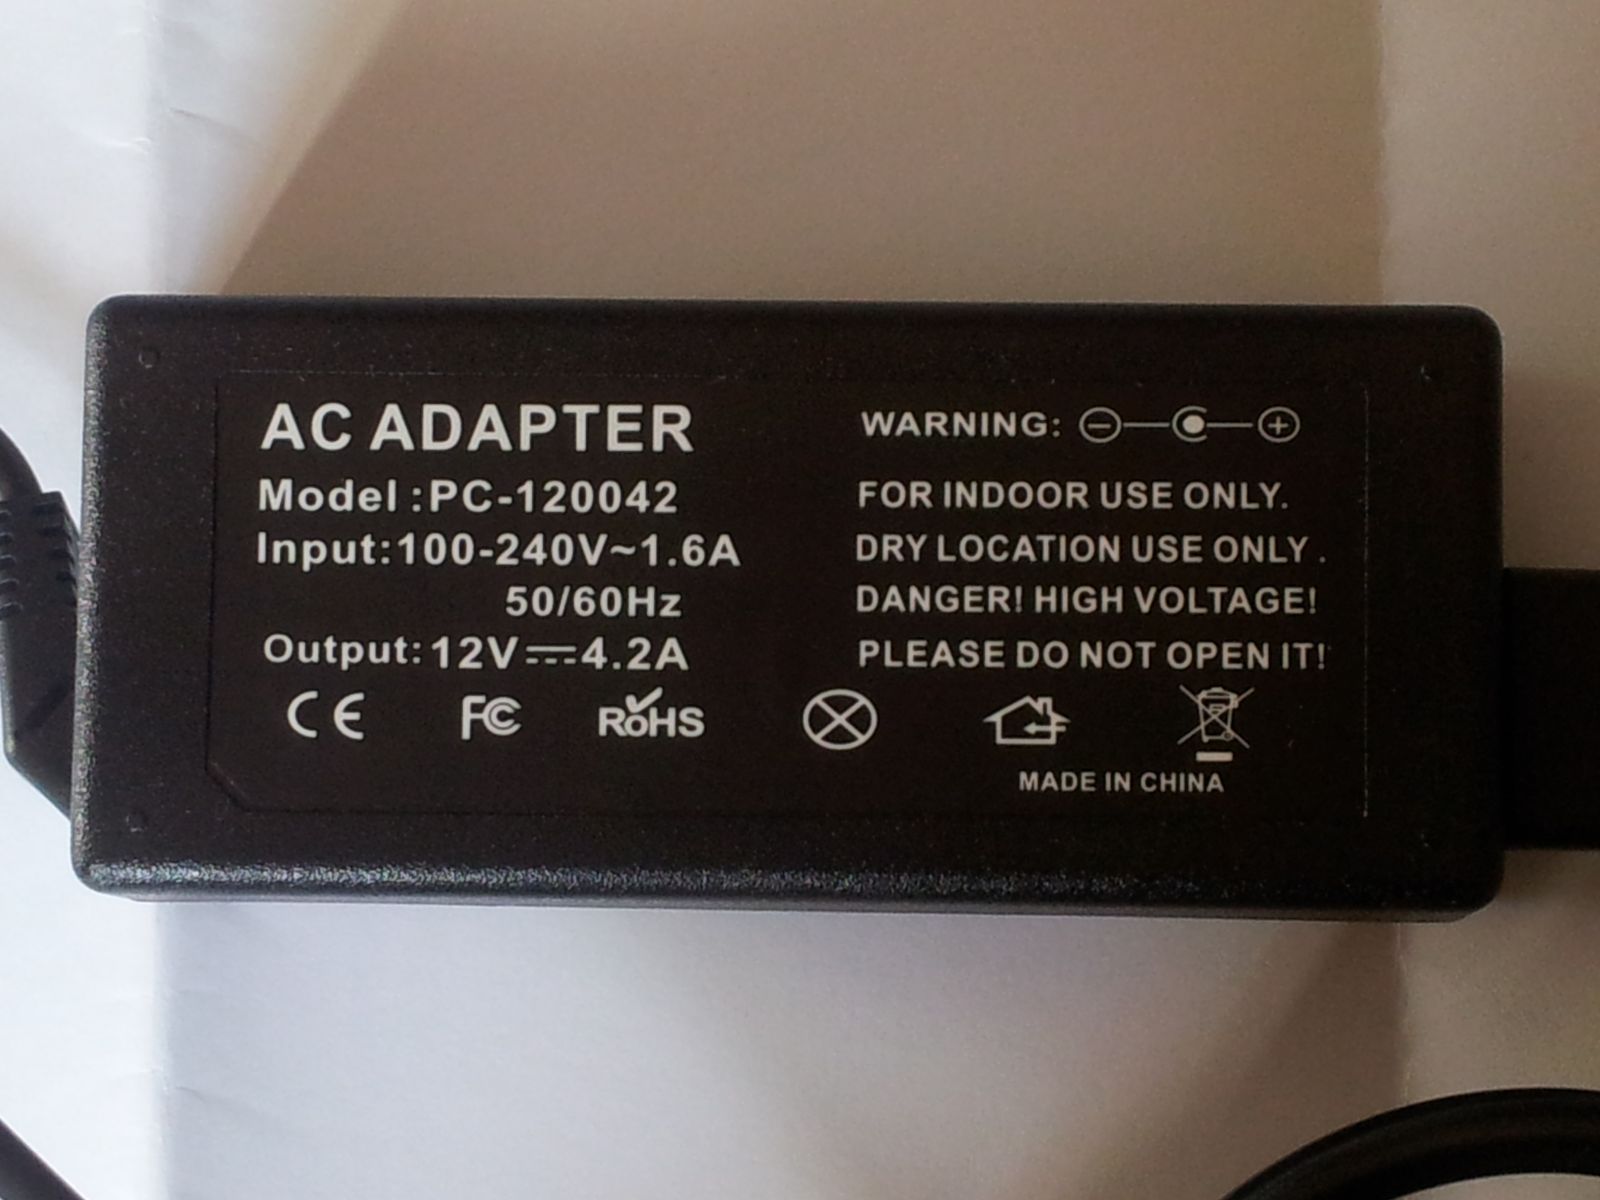 AC ADAPTER
Model :PC-120042
Input:100-240V~1.6A
50/60Hz
Output:12V⎓4.2A
WARNING:
FOR INDOOR USE ONLY.
DRY LOCATION USE ONLY .
DANGER! HIGH VOLTAGE!
PLEASE DO NOT OPEN IT!
CE FC RoHS
MADE IN CHINA